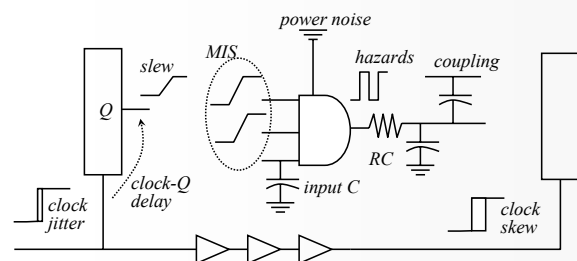 power noise
MIS
hazards
coupling
slew
Q
RC
clock-Q
delay
input C
clock
jitter
clock
skew